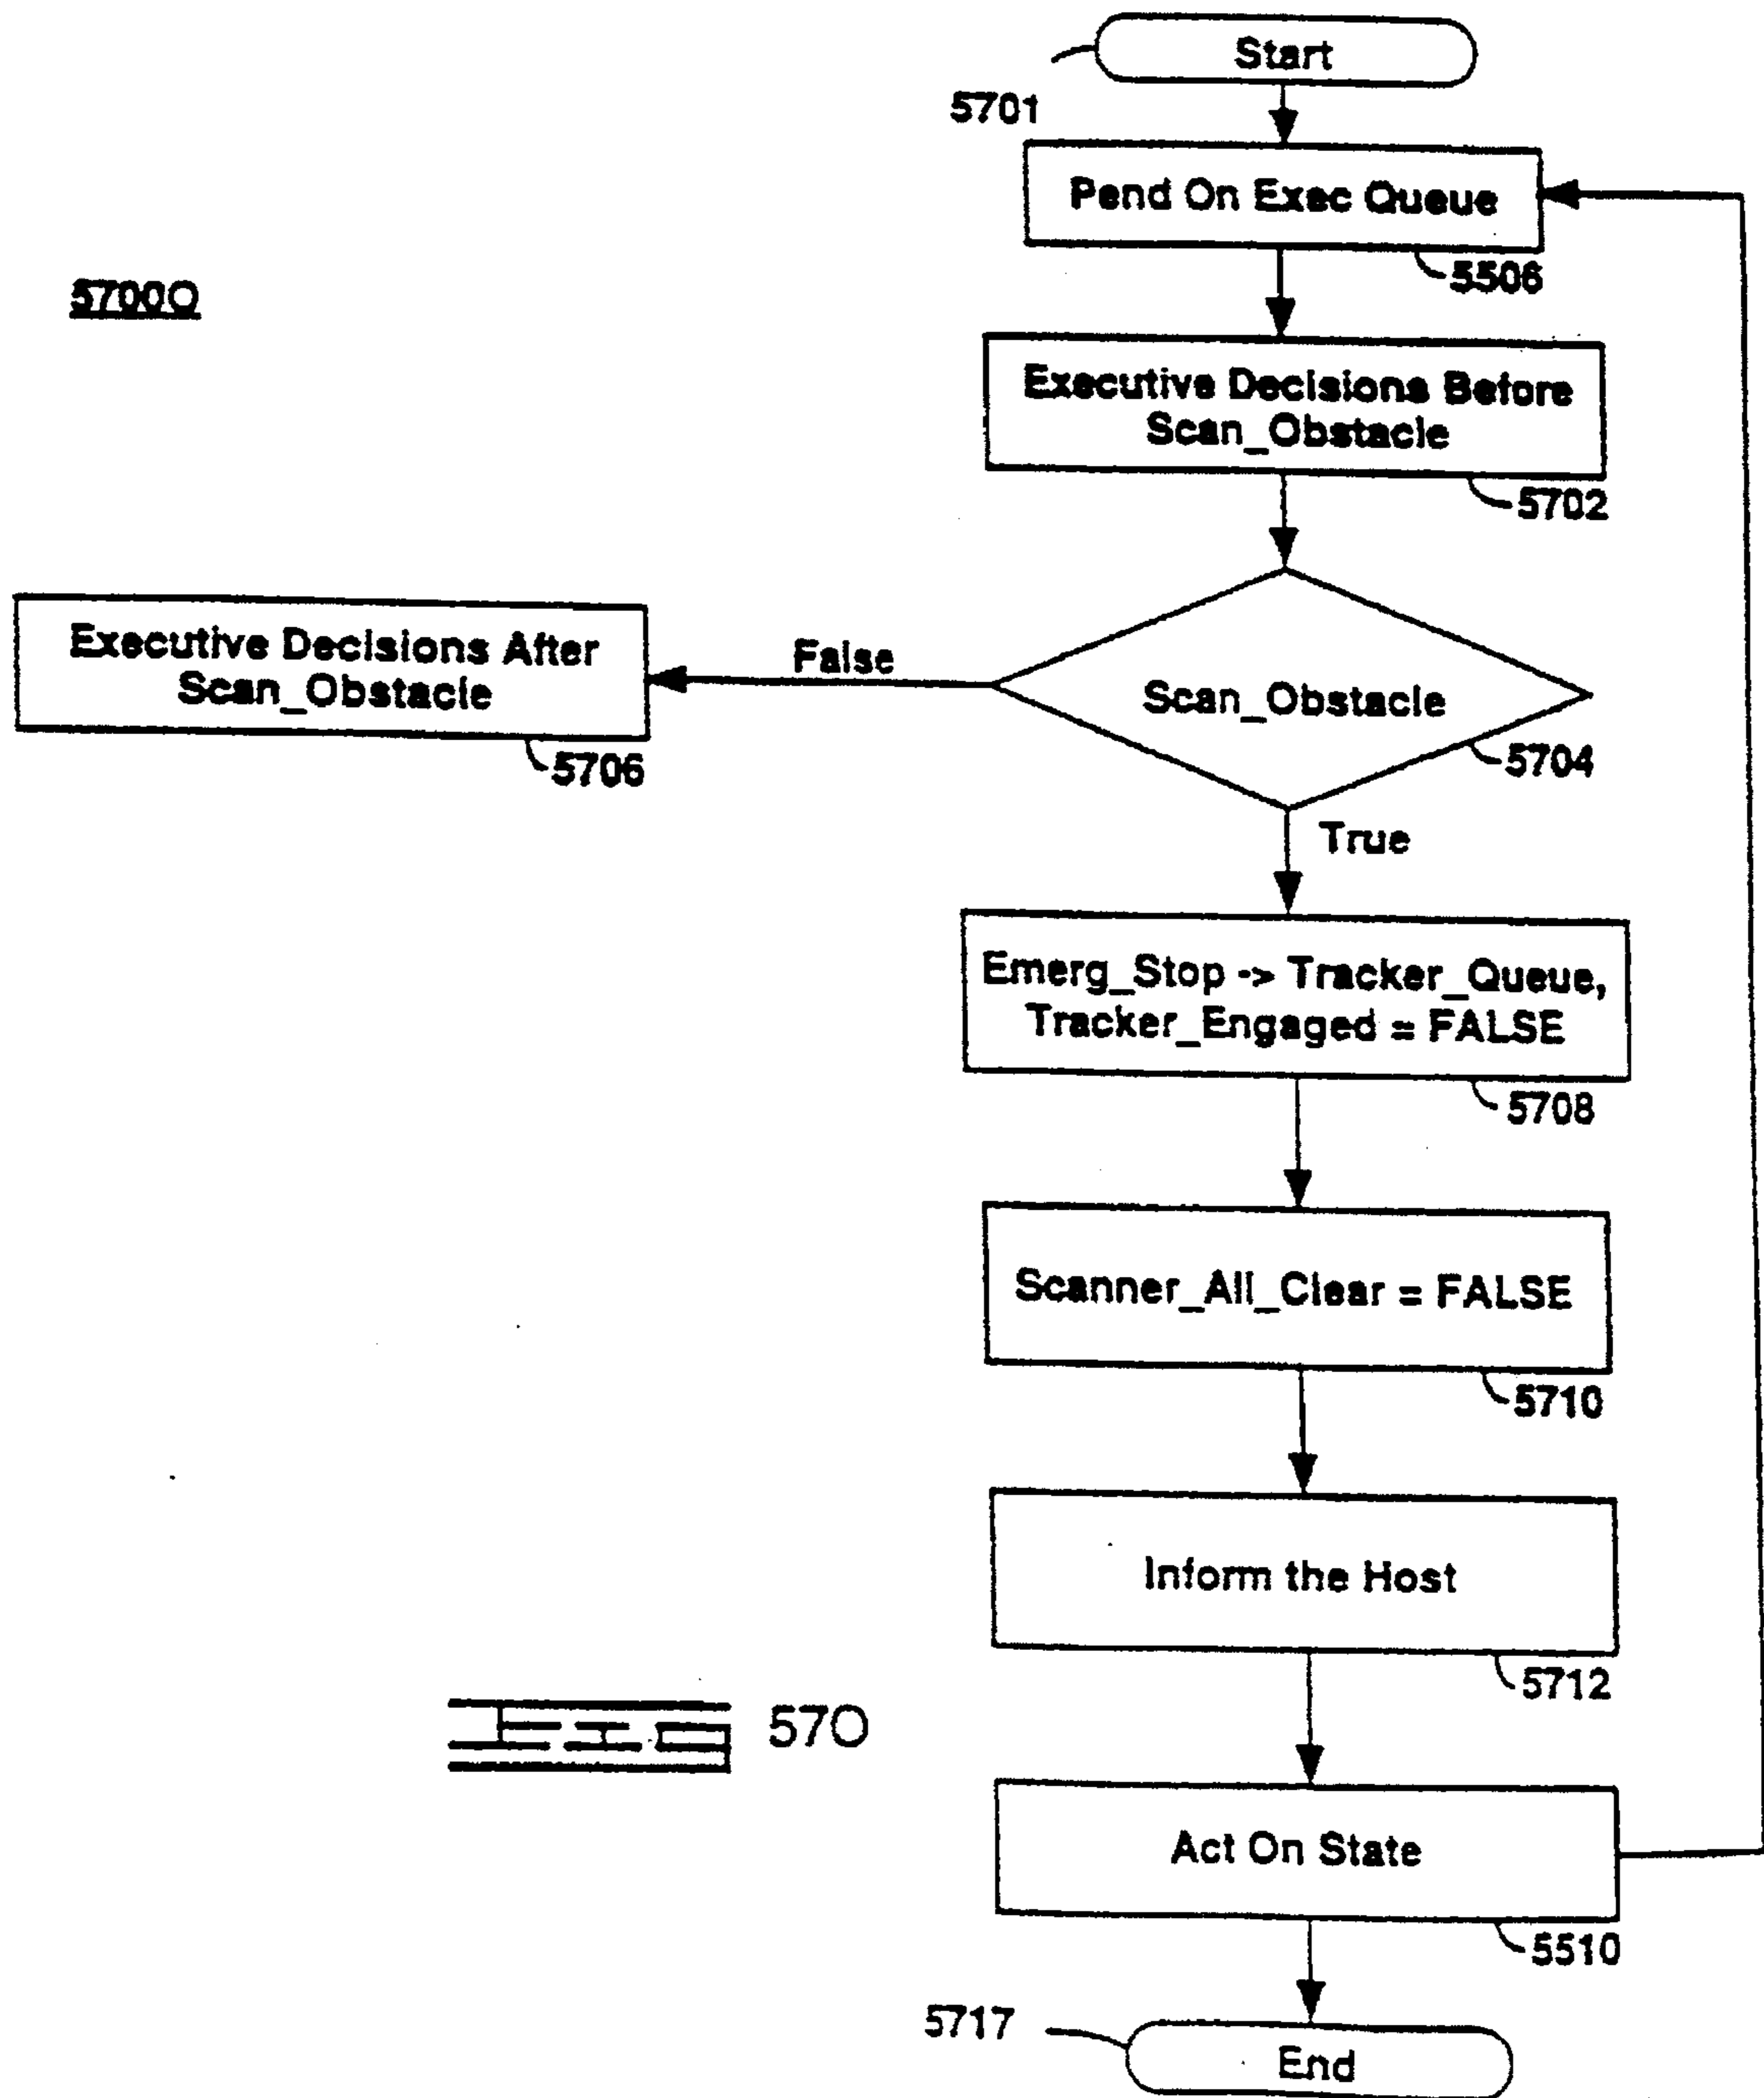 Start
5701
Pend On Exec Queue
5506
5700O
Executive Decisions Before
Scan_Obstacle
5702
Executive Decisions After
Scan_Obstacle
5706
False
Scan_Obstacle
5704
True
Emerg_Stop -> Tracker_Queue,
Tracker_Engaged = FALSE
5708
Scanner_All_Clear = FALSE
5710
Inform the Host
5712
57O
Act On State
5510
5717
End